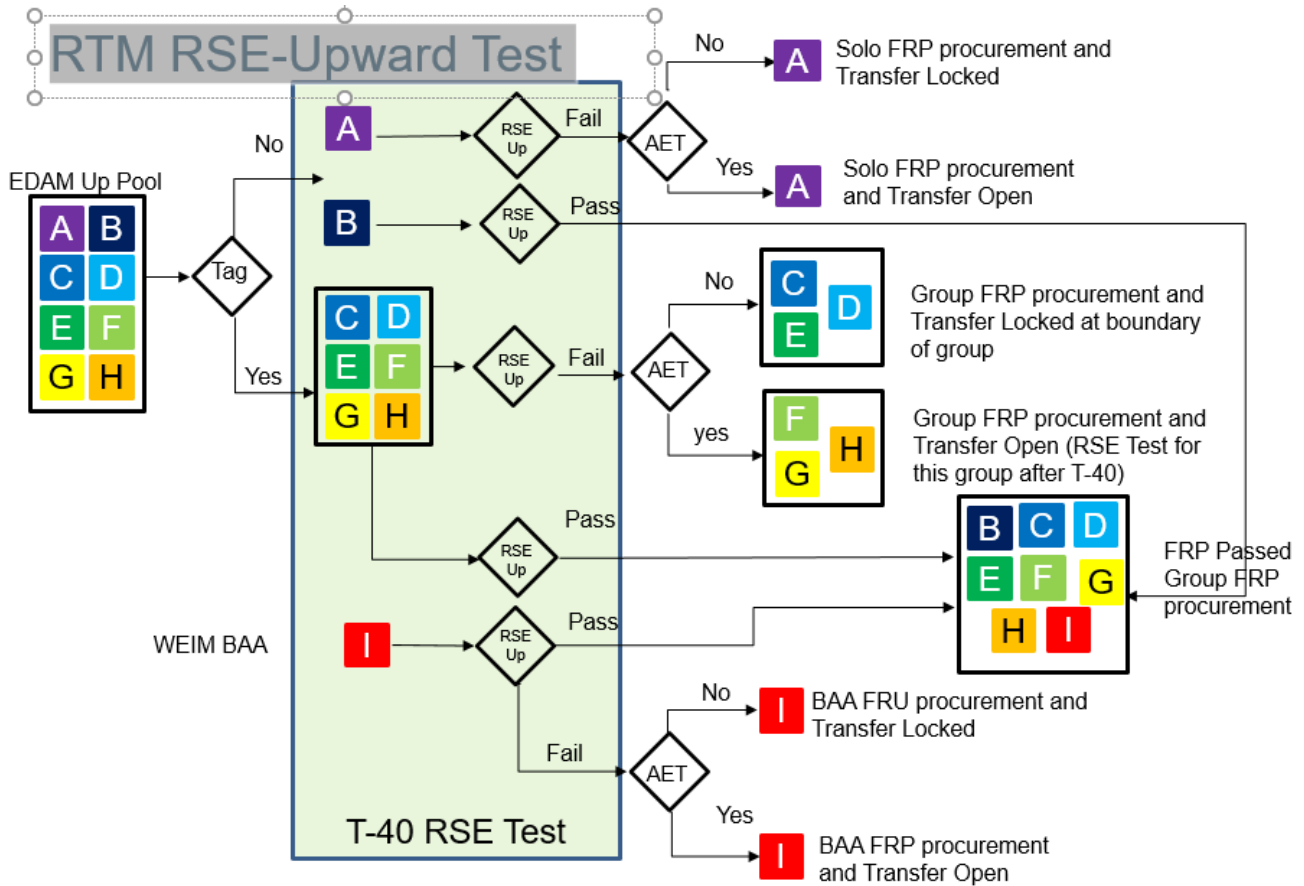 RTM RSE-Upward Test
No
A
Solo FRP procurement and
Transfer Locked
A
RSE
Up
Fail
AET
No
Yes
A
Solo FRP procurement
and Transfer Open
EDAM Up Pool
A B
C D
E F
G H
Tag
B
RSE
Up
Pass
Yes
C D
E F
G H
RSE
Up
Fail
AET
No
C
D
E
Group FRP procurement and
Transfer Locked at boundary
of group
yes
F
H
G
Group FRP procurement and
Transfer Open (RSE Test for
this group after T-40)
RSE
Up
Pass
B C D
E F G
H I
FRP Passed
Group FRP
procurement
WEIM BAA
I
RSE
Up
Pass
Fail
AET
No
I
BAA FRU procurement and
Transfer Locked
Yes
I
BAA FRP procurement
and Transfer Open
T-40 RSE Test